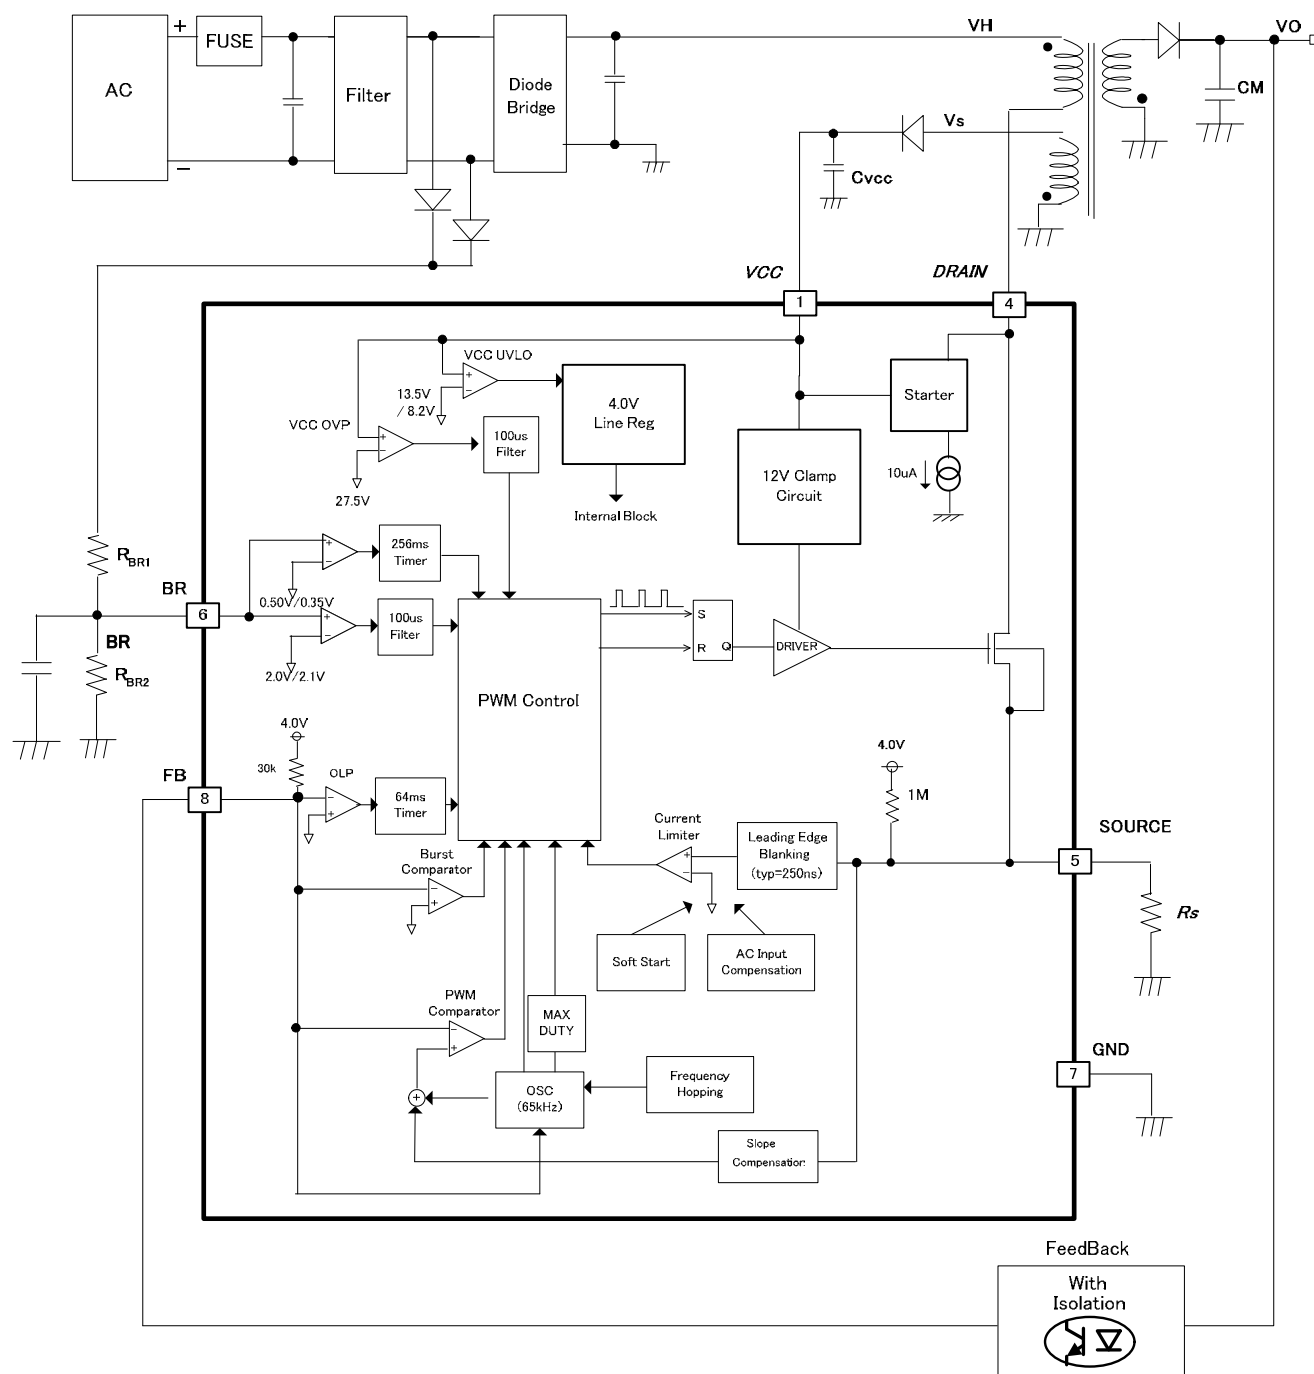 VH
VO
+
FUSE
AC
Filter
Diode
Bridge
CM
Vs
−
Cvcc
VCC
DRAIN
1
4
VCC UVLO
13.5V
/ 8.2V
4.0V
Line Reg
Starter
VCC OVP
100us
Filter
12V Clamp
Circuit
10uA
27.5V
Internal Block
RBR1
256ms
Timer
BR
6
0.50V/0.35V
100us
Filter
S
R
Q
DRIVER
BR
RBR2
2.0V/2.1V
PWM Control
4.0V
30k
4.0V
FB
8
OLP
64ms
Timer
1M
Current
Limiter
Leading Edge
Blanking
(typ=250ns)
SOURCE
5
Burst
Comparator
Rs
Soft Start
AC Input
Compensation
PWM
Comparator
MAX
DUTY
GND
7
OSC
(65kHz)
Frequency
Hopping
+
Slope
Compensation
FeedBack
With
Isolation